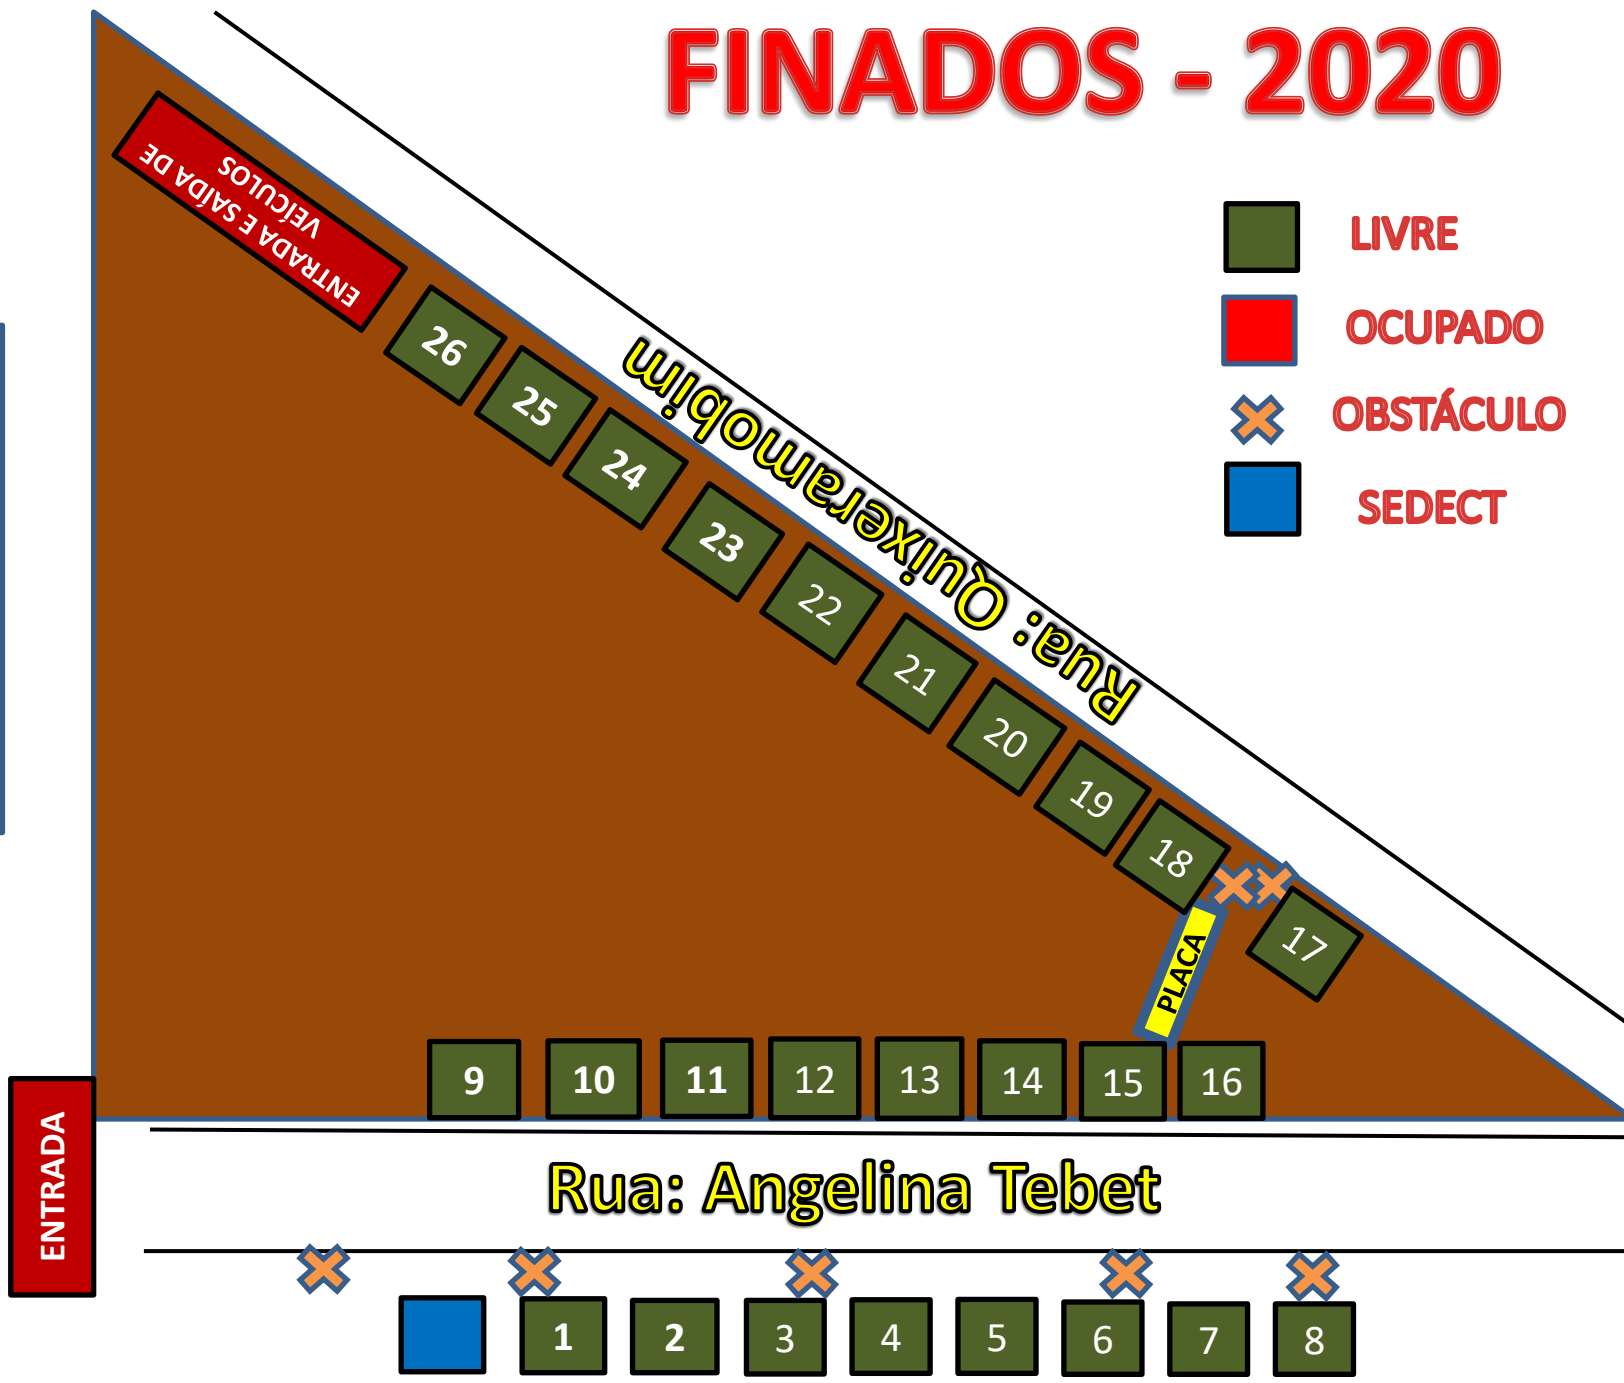 FINADOS - 2020
LIVRE
OCUPADO
OBSTÁCULO
SEDECT
ENTRADA E SAÍDA DE
VEÍCULOS
26
25
24
23
22
21
20
19
18
17
Rua: Quixeramobim
PLACA
9 10 11 12 13 14 15 16
ENTRADA
Rua: Angelina Tebet
1 2 3 4 5 6 7 8